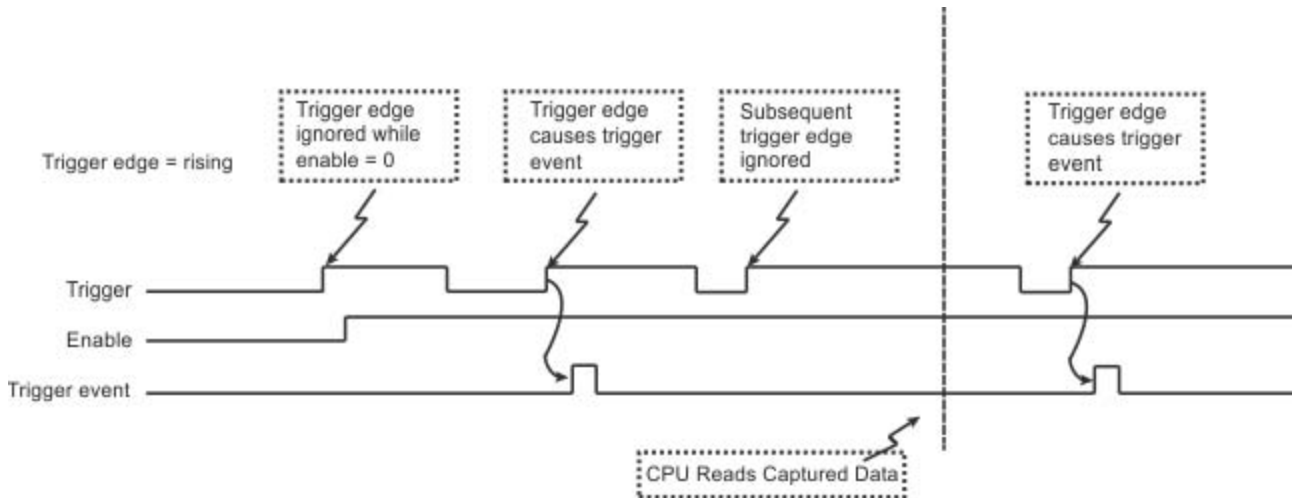 Trigger edge
ignored while
enable = 0
Trigger edge
causes trigger
event
Subsequent
trigger edge
ignored
Trigger edge
causes trigger
event
Trigger edge = rising
Trigger
Enable
Trigger event
CPU Reads Captured Data